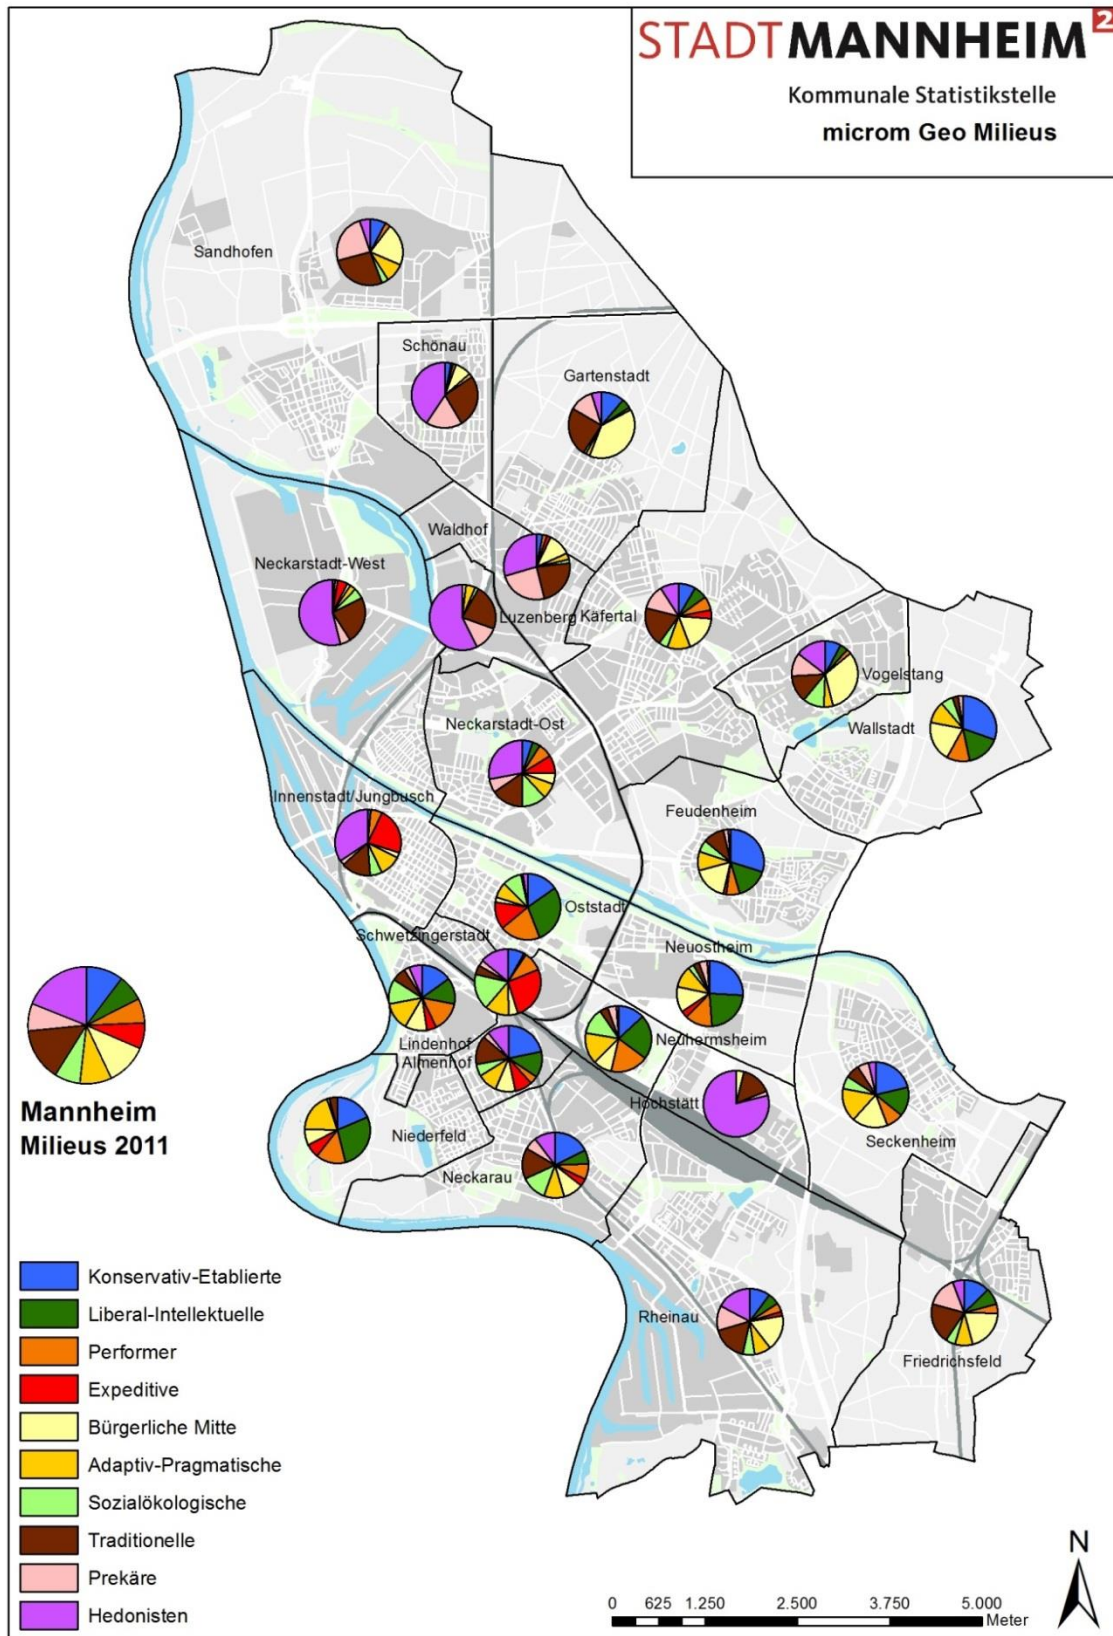 STADTMANNHEIM²
Kommunale Statistikstelle
microm Geo Milieus
Sandhofen
Schönau
Gartenstadt
Waldhof
Neckarstadt-West
Luzenberg
Käfertal
Vogelstang
Wallstadt
Neckarstadt-Ost
Innenstadt/Jungbusch
Feudenheim
Oststadt
Schwetzingerstadt
Neuostheim
Lindenhof
Neuhermsheim
Almenhof
Hochstätt
Niederfeld
Seckenheim
Neckarau
Mannheim
Milieus 2011
Rheinau
Friedrichsfeld
Konservativ-Etablierte
Liberal-Intellektuelle
Performer
Expeditive
Bürgerliche Mitte
Adaptiv-Pragmatische
Sozialökologische
Traditionelle
Prekäre
Hedonisten
N
0 625 1.250 2.500 3.750 5.000
Meter